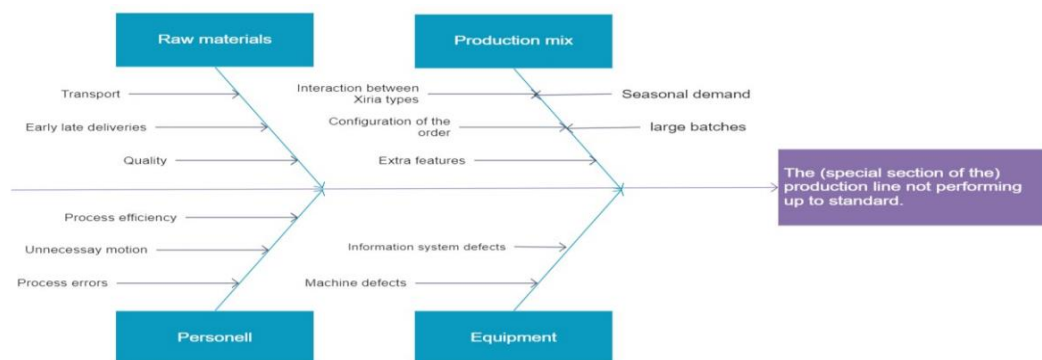 Raw materials
Production mix
Transport
Early late deliveries
Quality
Interaction between
Xiria types
Configuration of the
order
Extra features
Seasonal demand
large batches
The (special section of the)
production line not performing
up to standard.
Process efficiency
Unnecessay motion
Process errors
Information system defects
Machine defects
Personell
Equipment